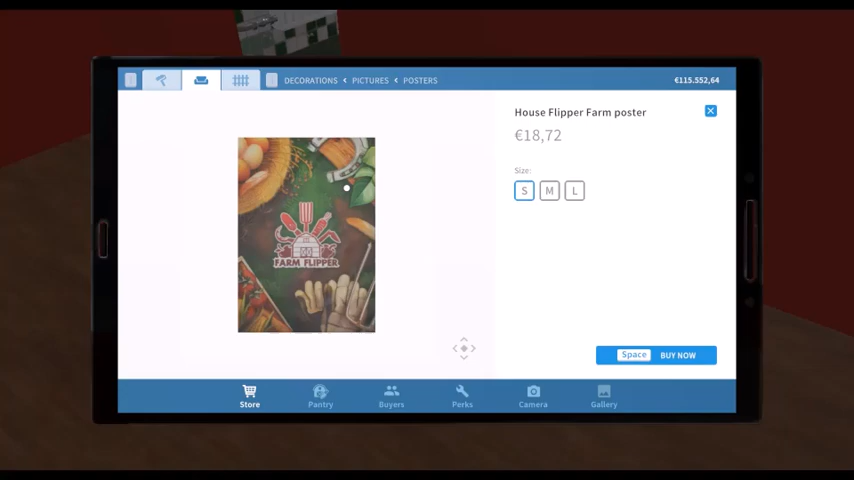 DECORATIONS < PICTURES < POSTERS
€115.552,64
House Flipper Farm poster
€18,72
Size:
S M L
FARM FLIPPER
Space BUY NOW
Store Pantry Buyers Perks Camera Gallery